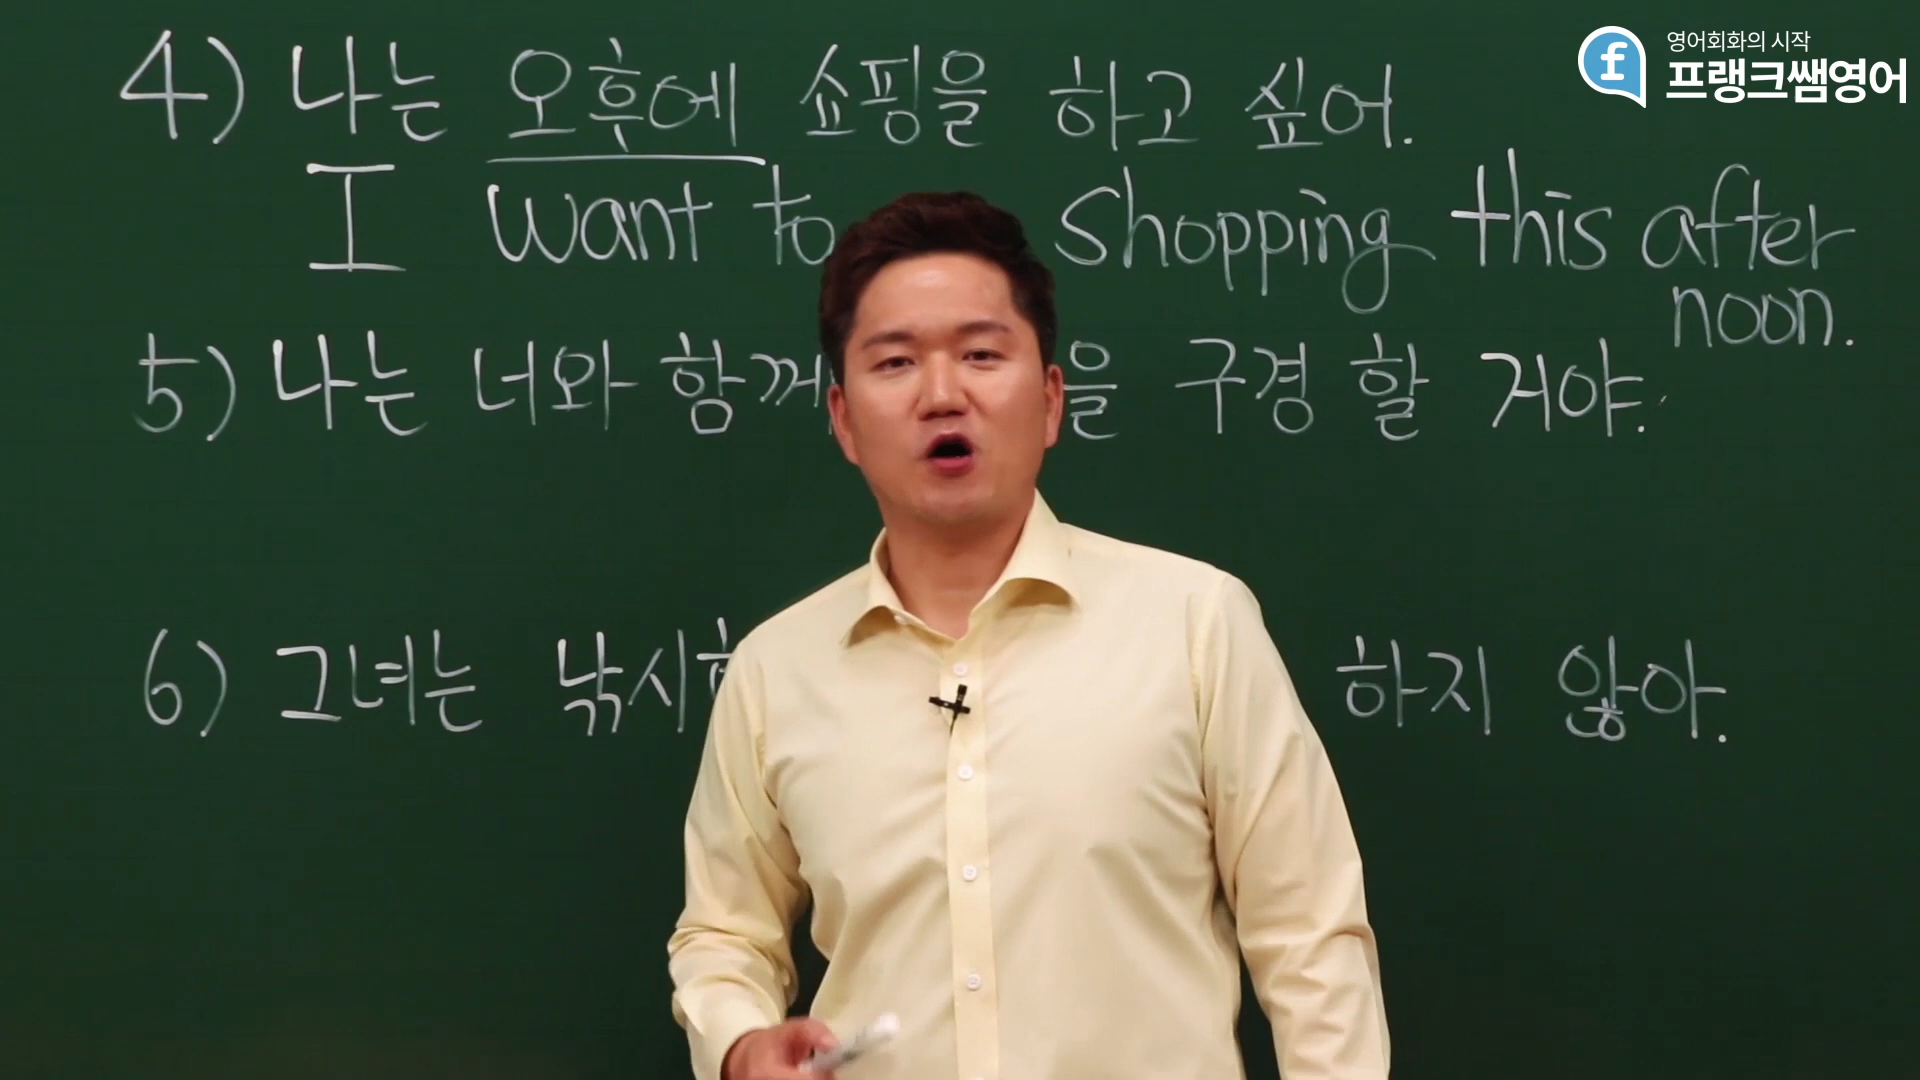 영어회화의 시작
프랭크쌤영어
4) 나는 오후에 쇼핑을 하고 싶어.
I want to shopping this after
noon.
5) 나는 너와 함께 을 구경 할 거야.
6) 그녀는 낚시 하지 않아.